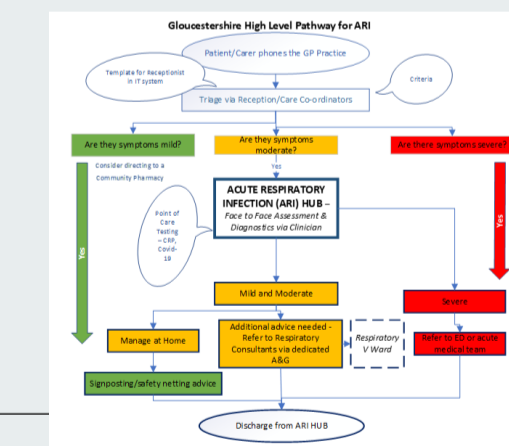 Gloucestershire High Level Pathway for ARI
Patient/Carer phones the GP Practice
Template for Receptionist
in IT system
Criteria
Triage via Reception/Care Co-ordinators
Are they symptoms mild?
Are they symptoms
moderate?
Are there symptoms severe?
Consider directing to a
Community Pharmacy
Yes
Yes
Yes
ACUTE RESPIRATORY
INFECTION (ARI) HUB –
Face to Face Assessment &
Diagnostics via Clinician
Point of
Care
Testing
– CRP,
Covid-
19
Mild and Moderate
Severe
Manage at Home
Additional advice needed -
Refer to Respiratory
Consultants via dedicated
A&G
Respiratory
V Ward
Refer to ED or acute
medical team
Signposting/safety netting advice
Discharge from ARI HUB